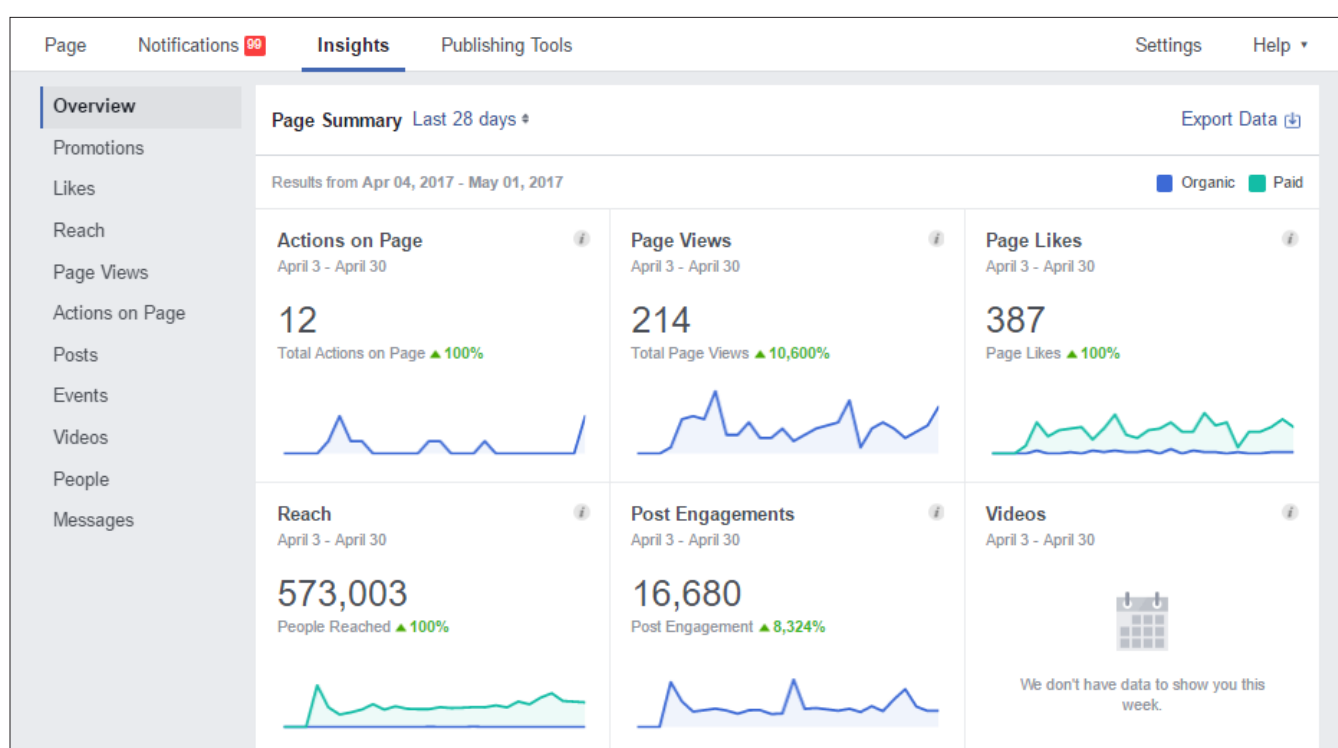 Page Notifications 99 Insights Publishing Tools Settings Help
Overview
Promotions
Likes
Reach
Page Views
Actions on Page
Posts
Events
Videos
People
Messages
Page Summary Last 28 days Export Data
Results from Apr 04, 2017 - May 01, 2017 Organic Paid
Actions on Page i
April 3 - April 30
12
Total Actions on Page ▲ 100%
Page Views i
April 3 - April 30
214
Total Page Views ▲ 10,600%
Page Likes i
April 3 - April 30
387
Page Likes ▲ 100%
Reach i
April 3 - April 30
573,003
People Reached ▲ 100%
Post Engagements i
April 3 - April 30
16,680
Post Engagement ▲ 8,324%
Videos i
April 3 - April 30
We don't have data to show you this
week.